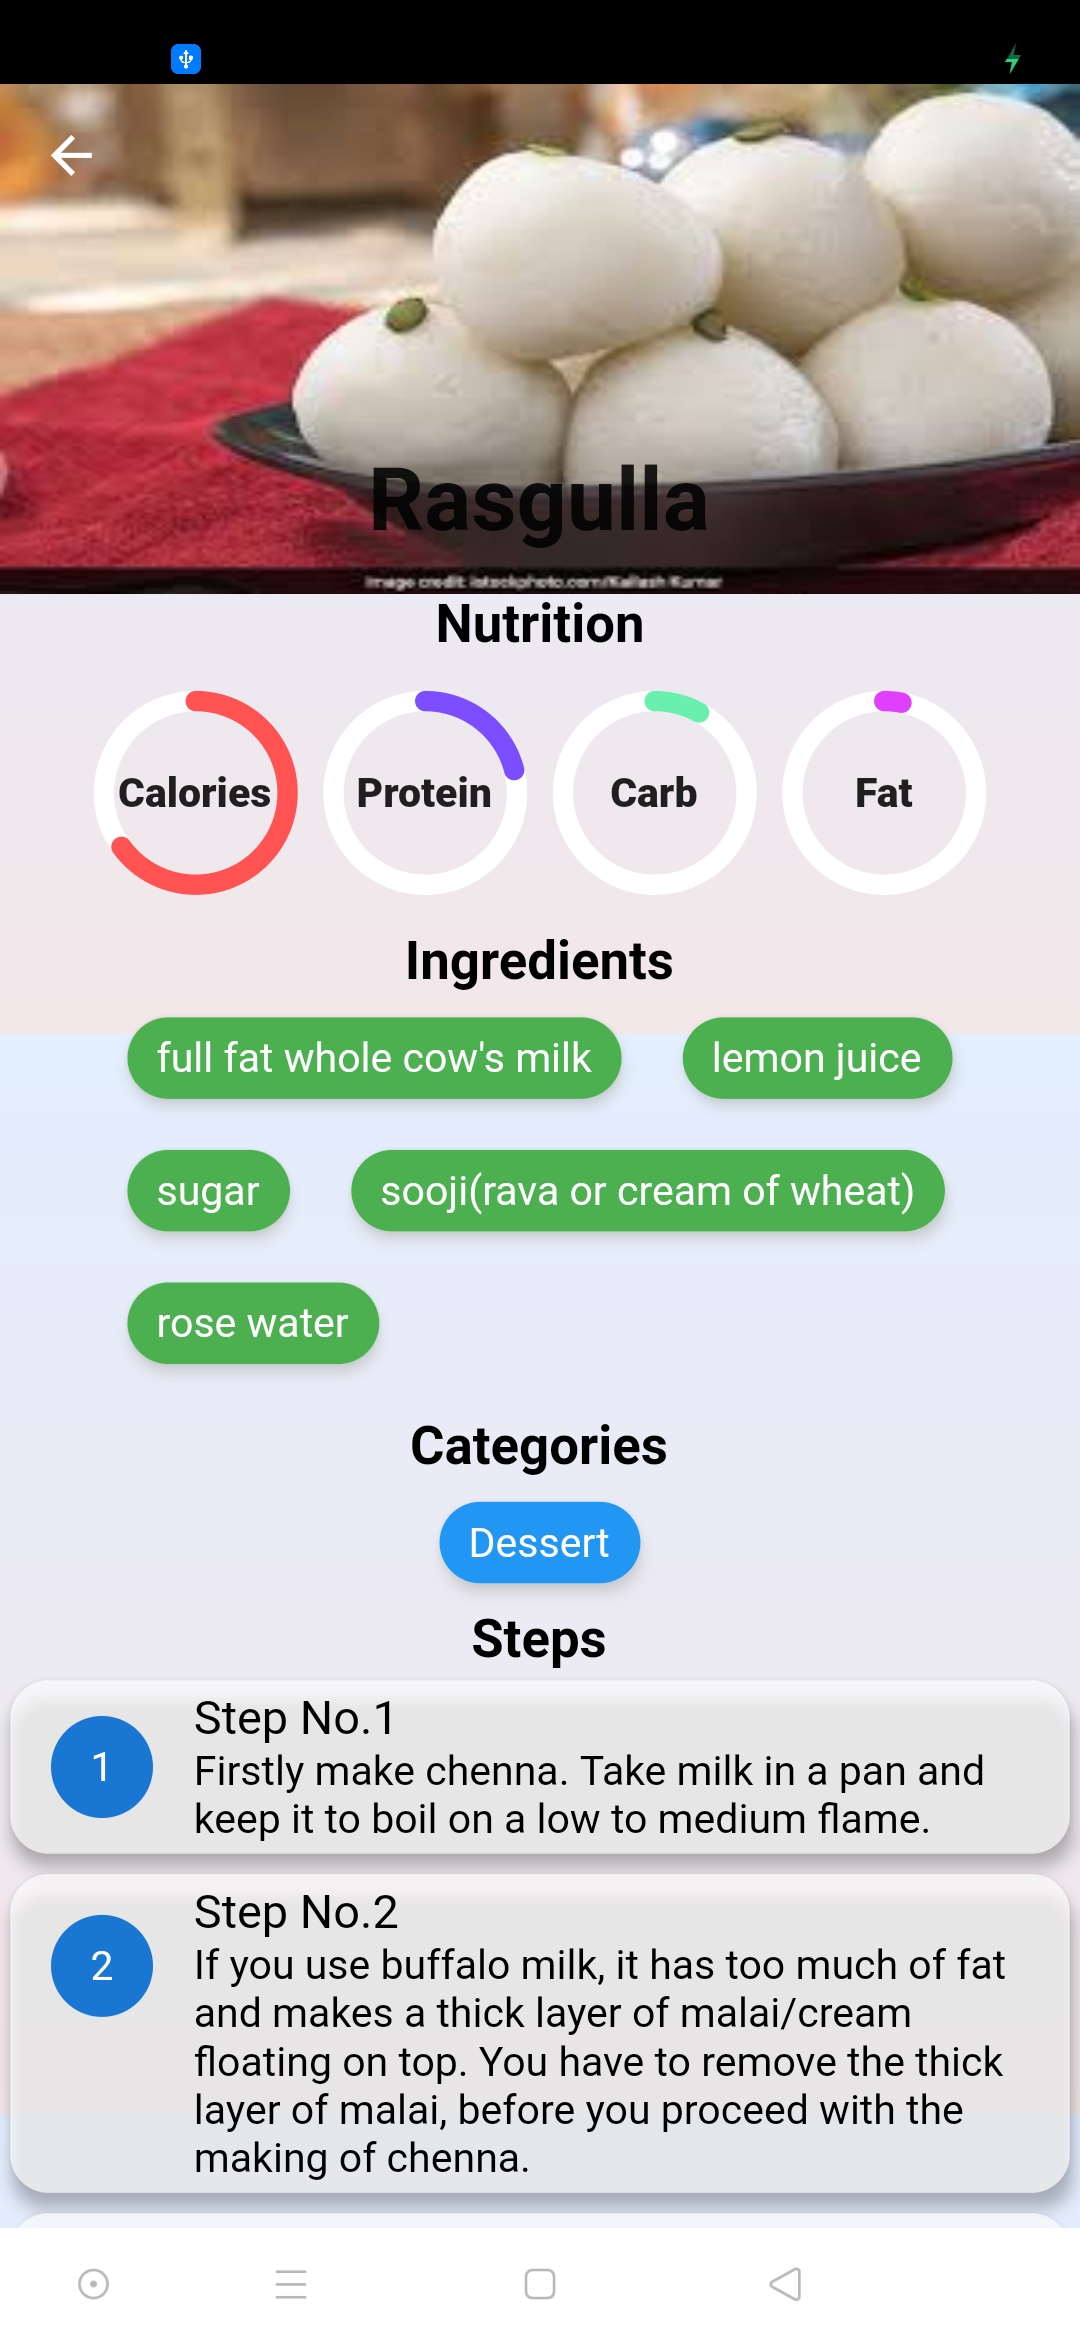 Rasgulla
Image credit: istockphoto.com/Kailash Kumar
Nutrition
Calories
Protein
Carb
Fat
Ingredients
full fat whole cow's milk
lemon juice
sugar
sooji(rava or cream of wheat)
rose water
Categories
Dessert
Steps
1
Step No.1
Firstly make chenna. Take milk in a pan and
keep it to boil on a low to medium flame.
2
Step No.2
If you use buffalo milk, it has too much of fat
and makes a thick layer of malai/cream
floating on top. You have to remove the thick
layer of malai, before you proceed with the
making of chenna.